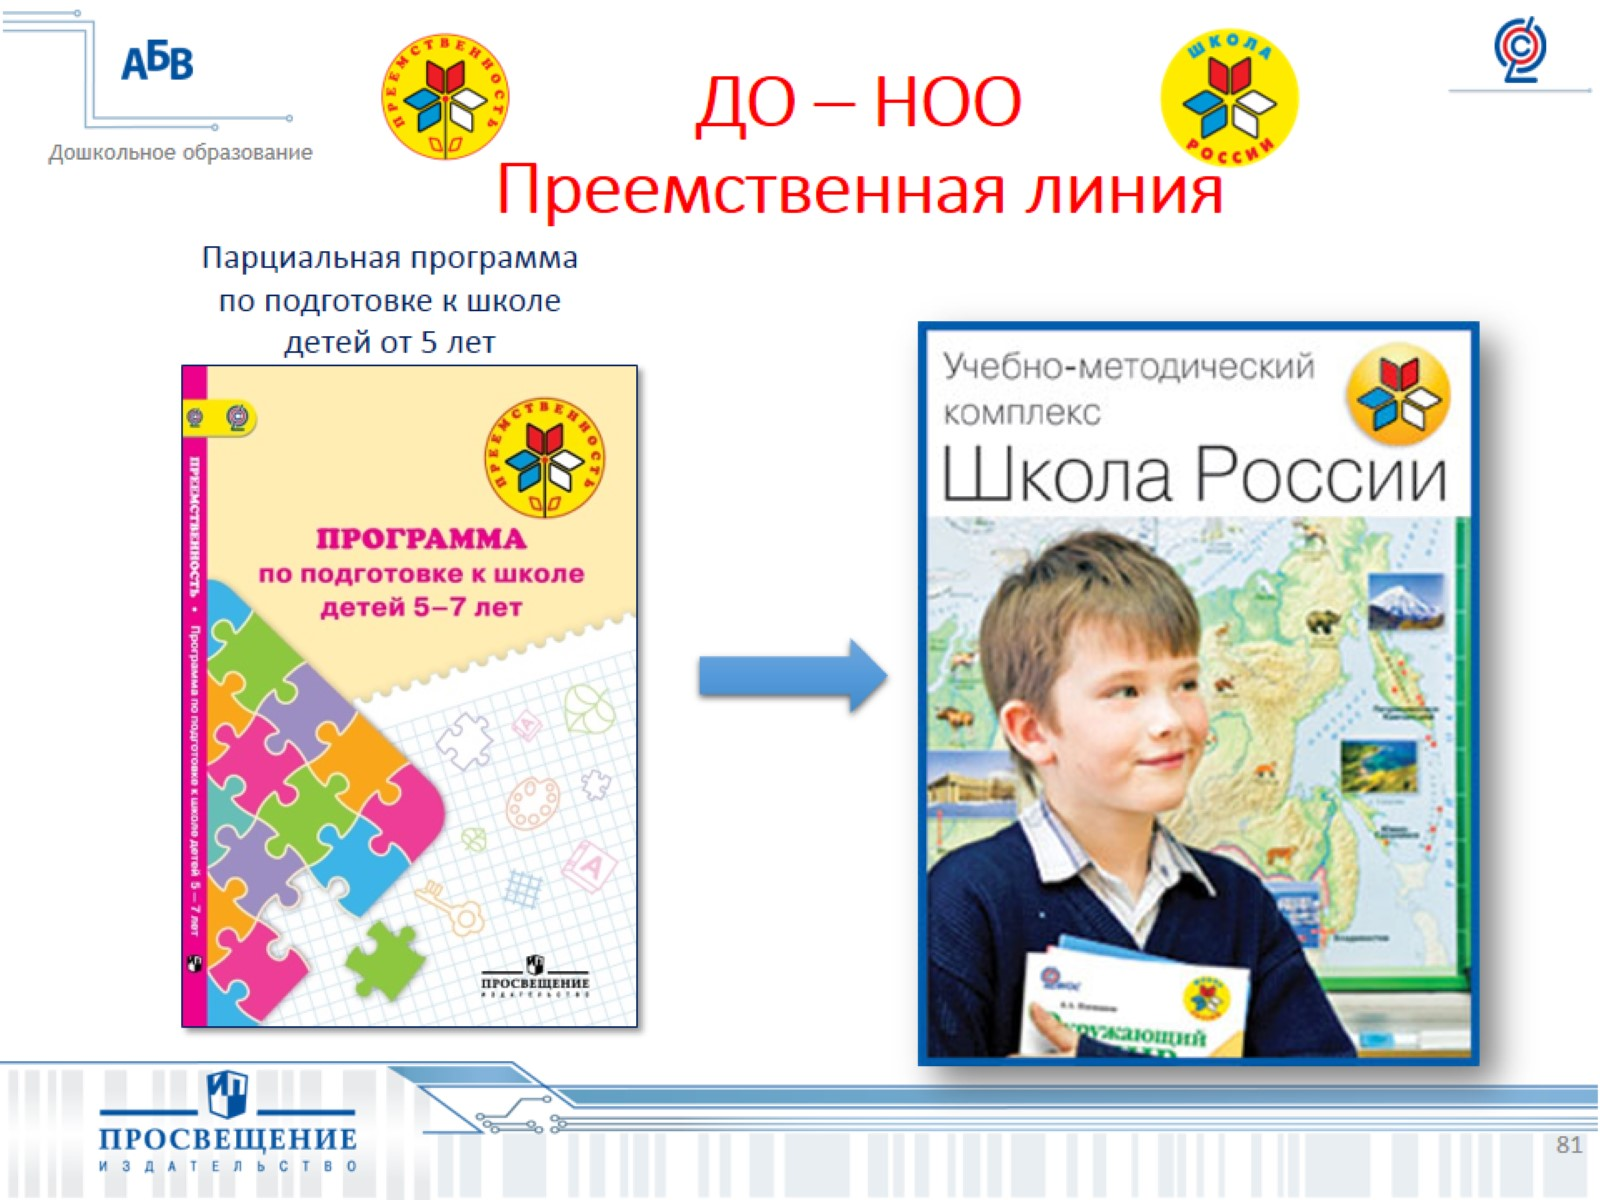 АБВ
Дошкольное образование
ПРЕЕМСТВЕННОСТЬ
ДО – НОО
Преемственная линия
ШКОЛА
РОССИИ
Парциальная программа
по подготовке к школе
детей от 5 лет
ПРЕЕМСТВЕННОСТЬ
ПРОГРАММА
по подготовке к школе
детей 5–7 лет
ПРЕЕМСТВЕННОСТЬ • Программа по подготовке к школе детей 5 – 7 лет
А
А
ПРОСВЕЩЕНИЕ
ИЗДАТЕЛЬСТВО
Учебно-методический
комплекс
Школа России
Окружающий
ПРОСВЕЩЕНИЕ
ИЗДАТЕЛЬСТВО
81